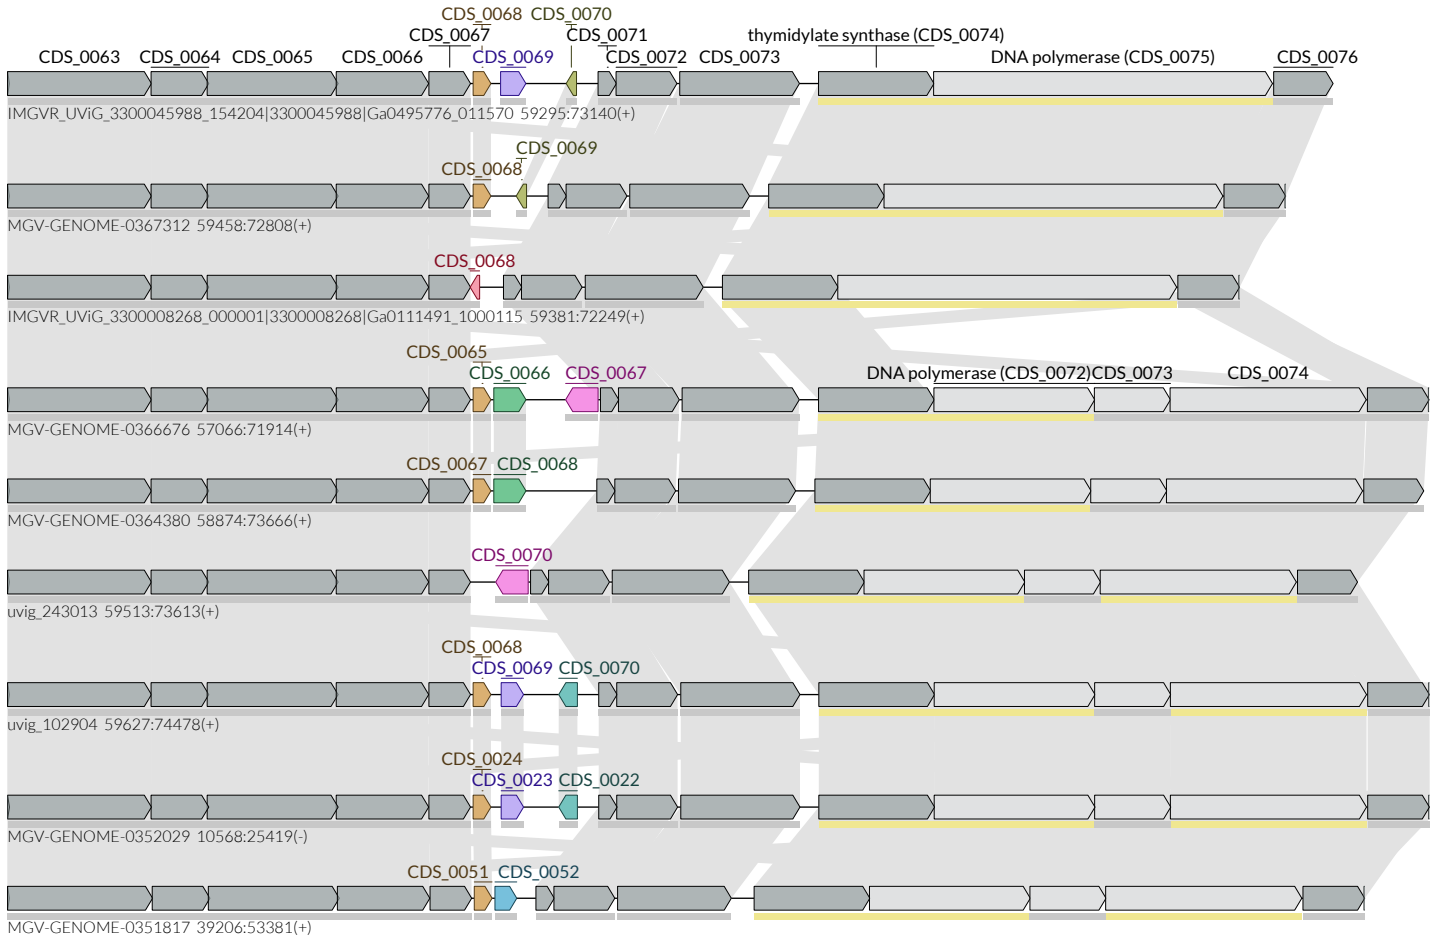 CDS_0068 CDS_0070
CDS_0067 CDS_0071 thymidylate synthase (CDS_0074)
CDS_0063 CDS_0064 CDS_0065 CDS_0066 CDS_0069 CDS_0072 CDS_0073 DNA polymerase (CDS_0075) CDS_0076
IMGVR_UViG_3300045988_154204|3300045988|Ga0495776_011570 59295:73140(+)
CDS_0069
CDS_0068
MGV-GENOME-0367312 59458:72808(+)
CDS_0068
IMGVR_UViG_3300008268_000001|3300008268|Ga0111491_1000115 59381:72249(+)
CDS_0065
CDS_0066 CDS_0067 DNA polymerase (CDS_0072) CDS_0073 CDS_0074
MGV-GENOME-0366676 57066:71914(+)
CDS_0067 CDS_0068
MGV-GENOME-0364380 58874:73666(+)
CDS_0070
uvig_243013 59513:73613(+)
CDS_0068
CDS_0069 CDS_0070
uvig_102904 59627:74478(+)
CDS_0024
CDS_0023 CDS_0022
MGV-GENOME-0352029 10568:25419(-)
CDS_0051 CDS_0052
MGV-GENOME-0351817 39206:53381(+)